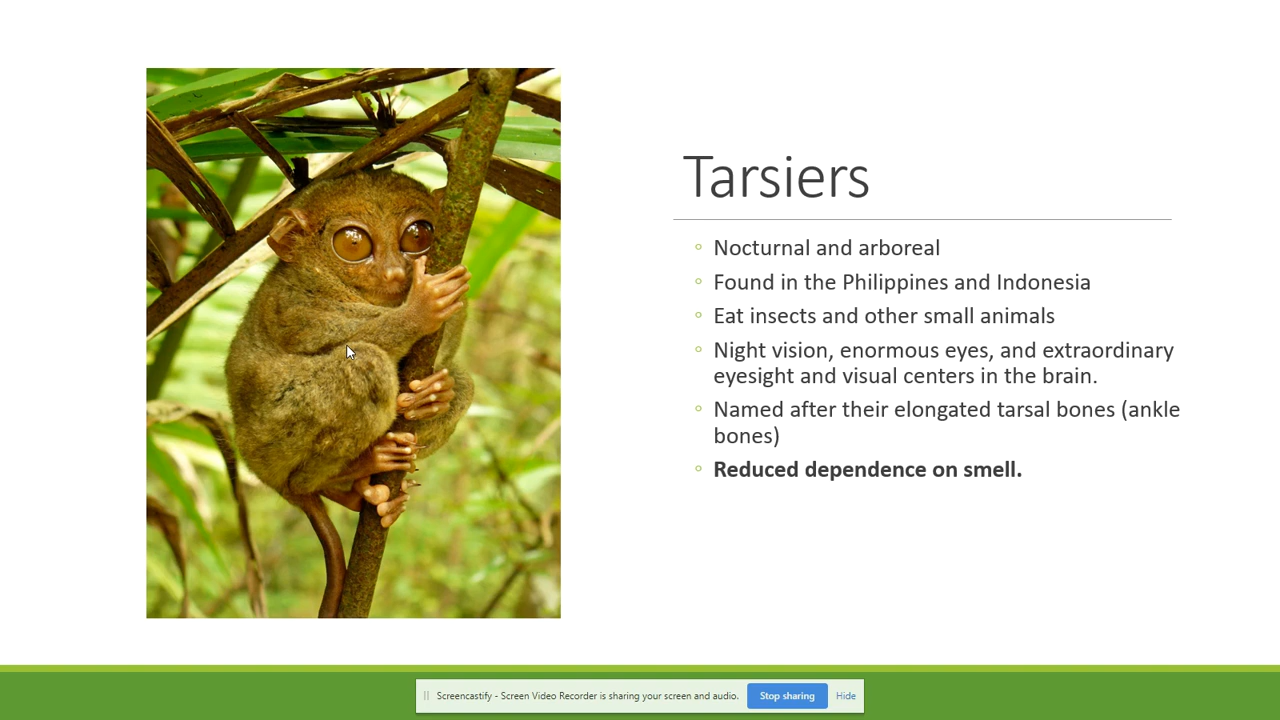 Tarsiers
Nocturnal and arboreal
Found in the Philippines and Indonesia
Eat insects and other small animals
Night vision, enormous eyes, and extraordinary
eyesight and visual centers in the brain.
Named after their elongated tarsal bones (ankle
bones)
Reduced dependence on smell.
Screencastify - Screen Video Recorder is sharing your screen and audio. Stop sharing Hide